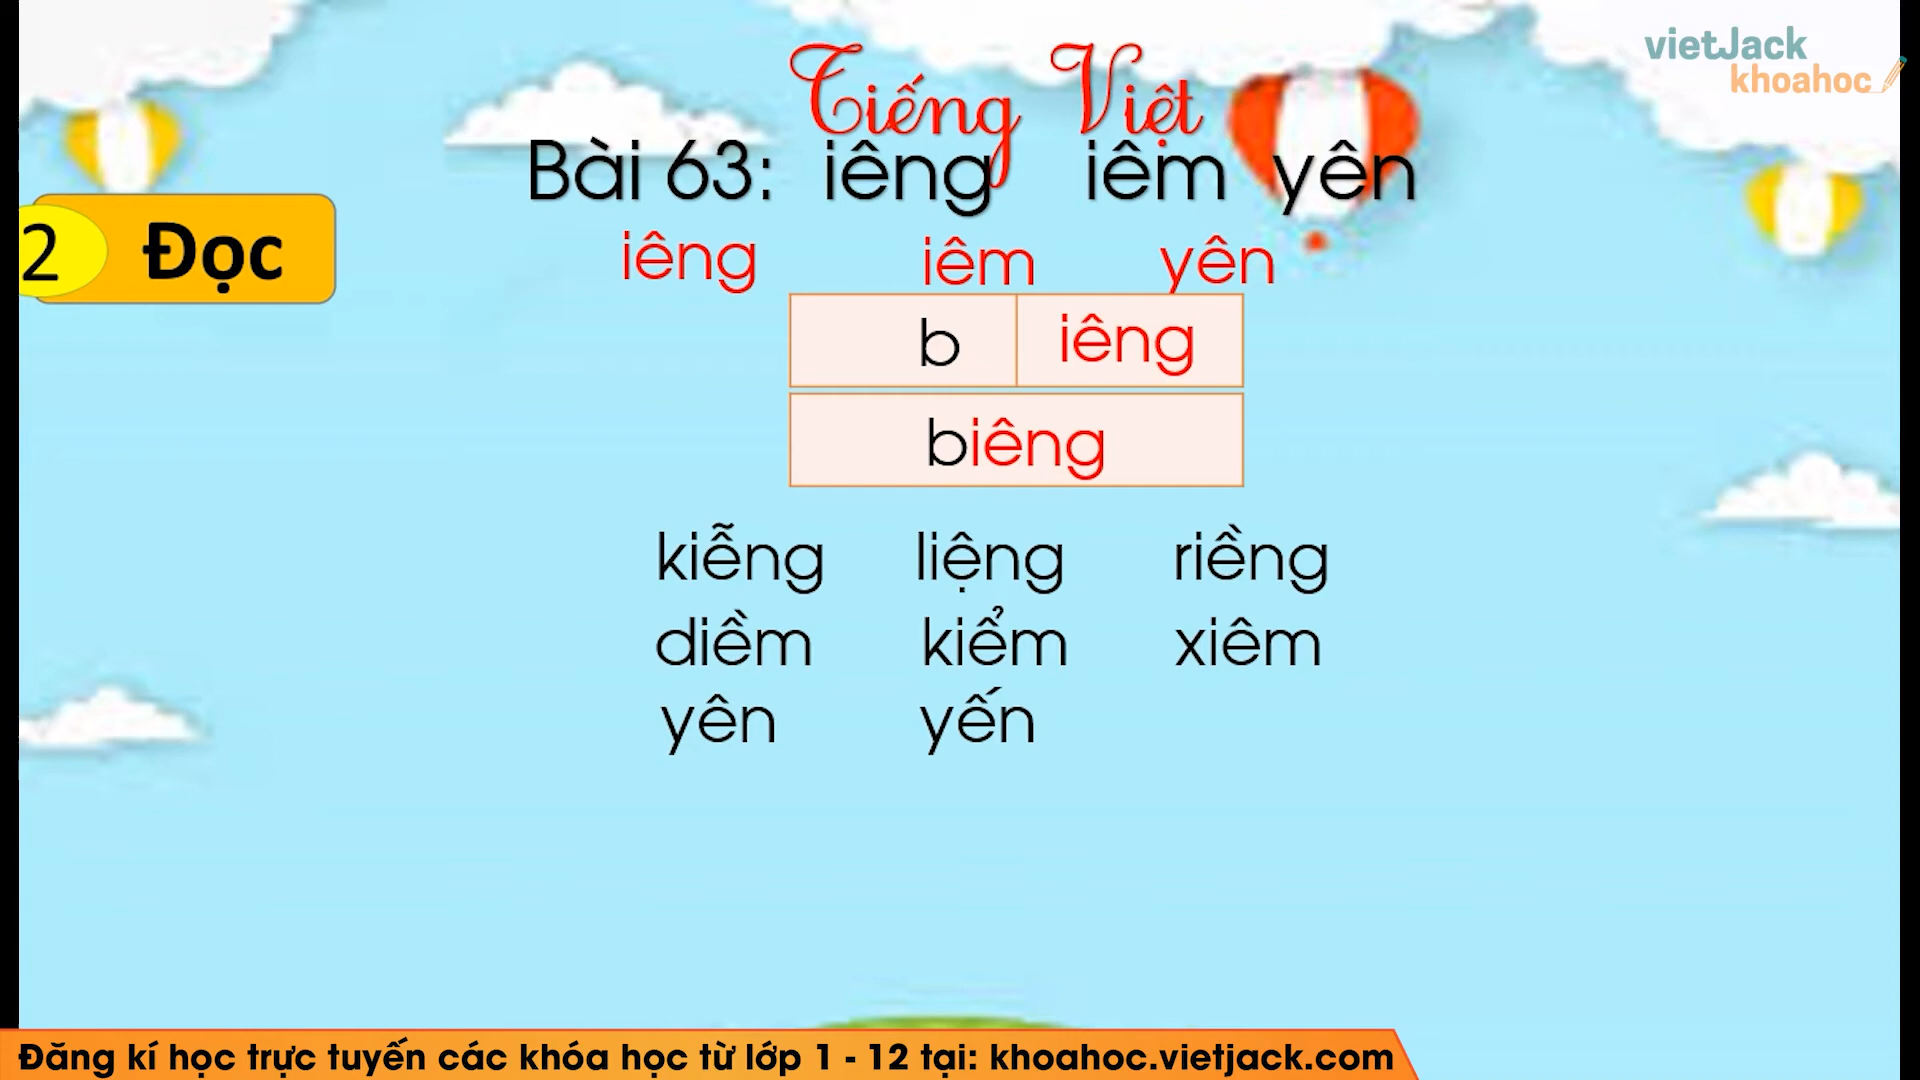 vietJack
khoahoc
Tiếng Việt
Bài 63: iêng iêm yên
2 Đọc
iêng iêm yên
b iêng
biêng
kiễng liệng riềng
diềm kiểm xiêm
yên yến
Đăng kí học trực tuyến các khóa học từ lớp 1 - 12 tại: khoahoc.vietjack.com